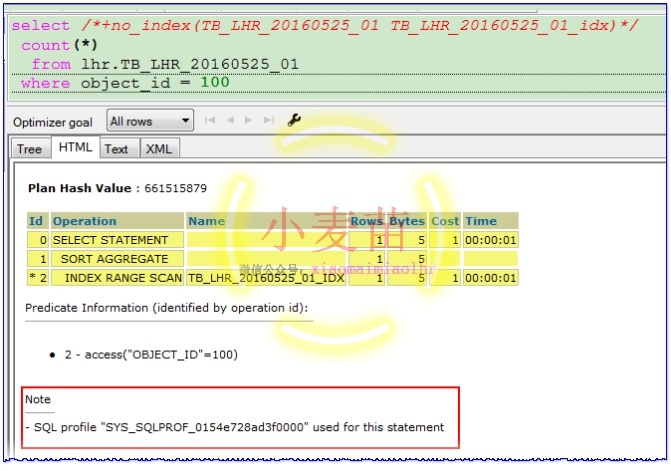 select /*+no_index(TB_LHR_20160525_01 TB_LHR_20160525_01_idx)*/
count(*)
from lhr.TB_LHR_20160525_01
where object_id = 100
Optimizer goal All rows
Tree HTML Text XML
Plan Hash Value : 661515879
Id Operation Name Rows Bytes Cost Time
0 SELECT STATEMENT 1 5 1 00:00:01
1 SORT AGGREGATE 1 5
* 2 INDEX RANGE SCAN TB_LHR_20160525_01_IDX 1 5 1 00:00:01
小麦苗
微信公众号：xiaomaimiaolhr
Predicate Information (identified by operation id):
• 2 - access("OBJECT_ID"=100)
Note
- SQL profile "SYS_SQLPROF_0154e728ad3f0000" used for this statement